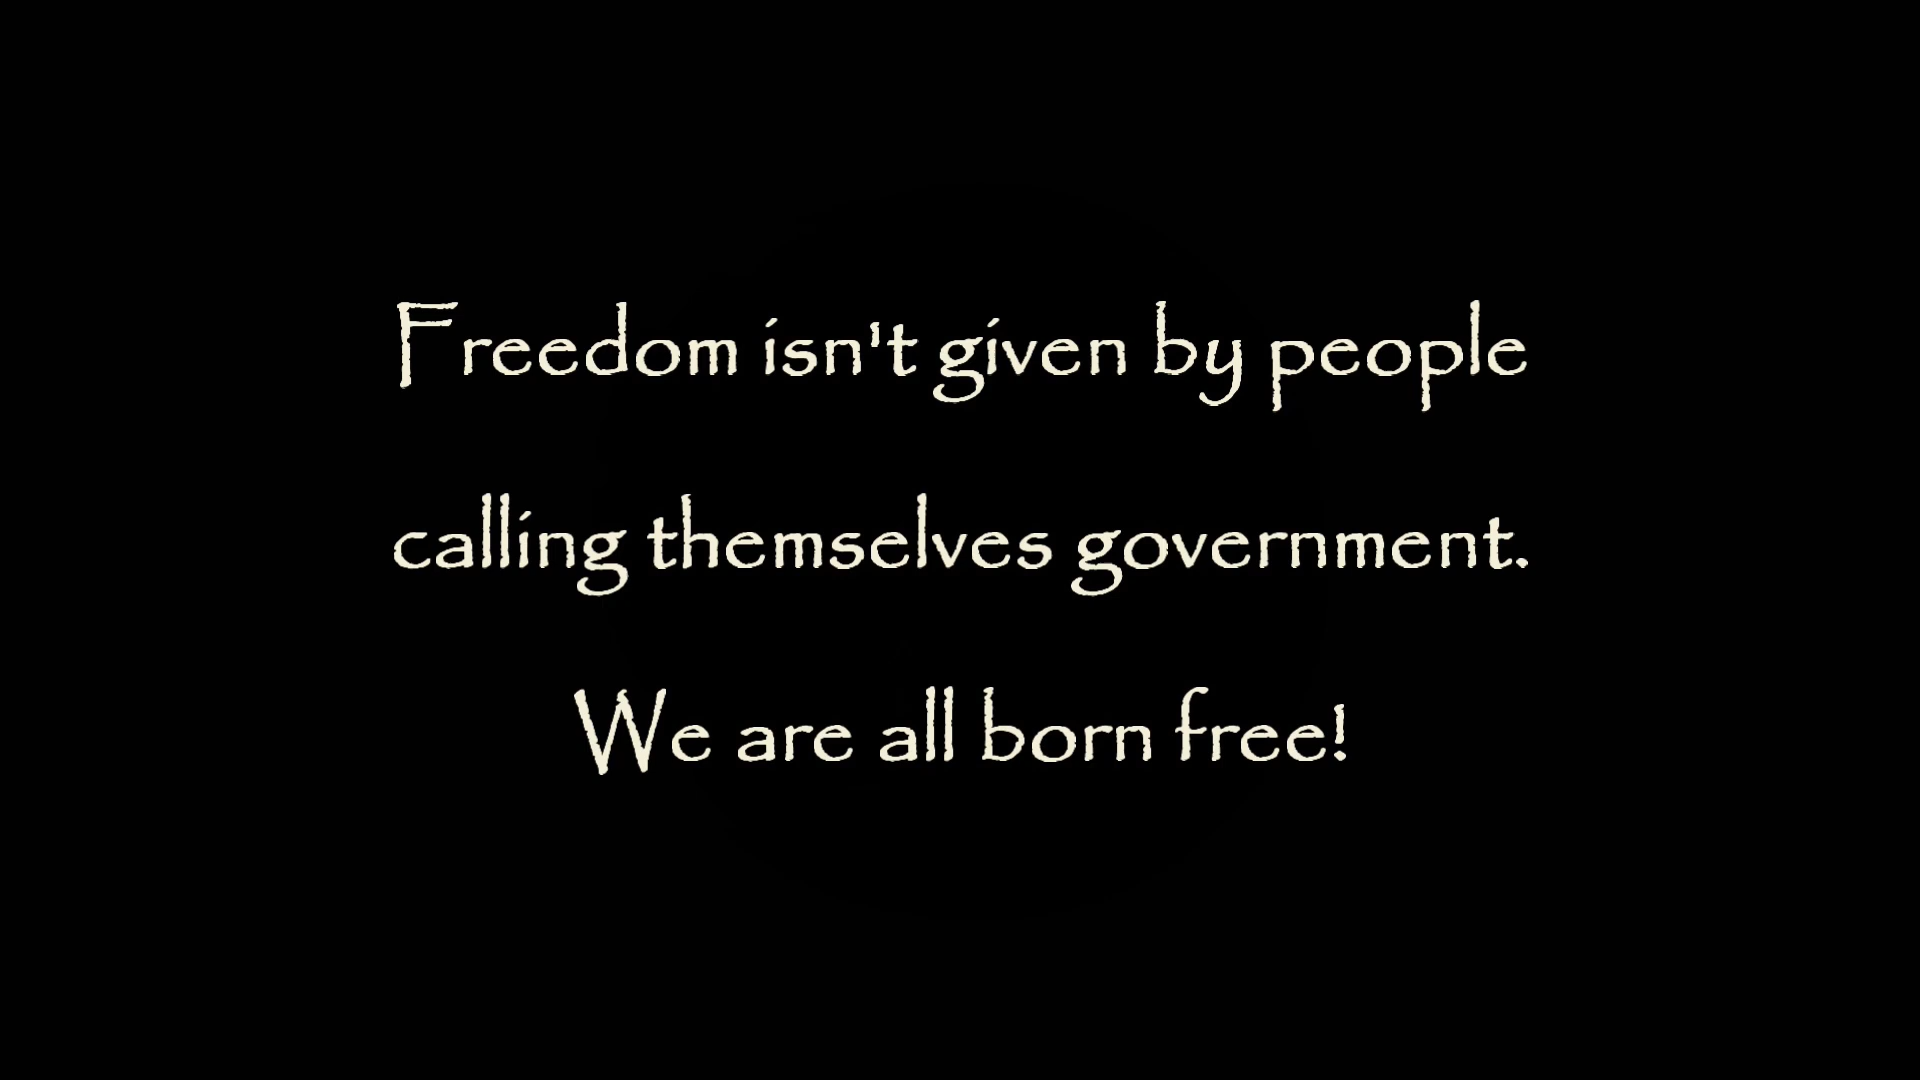 Freedom isn't given by people
calling themselves government.
We are all born free!